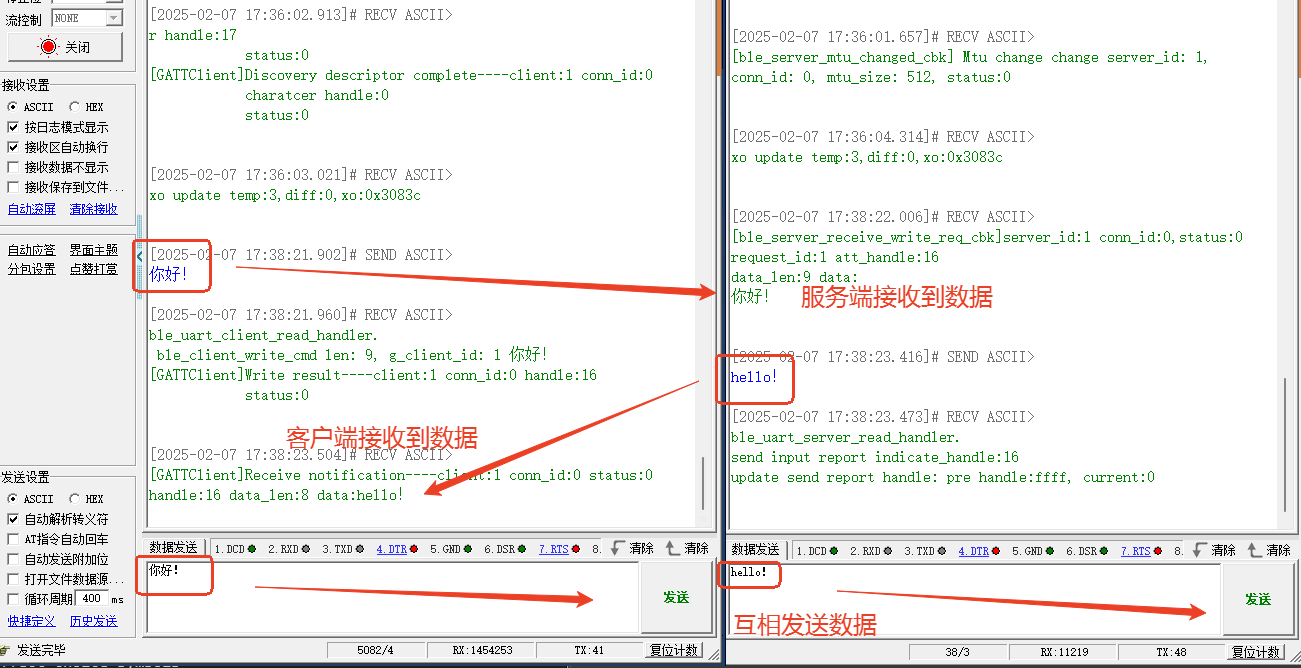 流控制 NONE
关闭
接收设置
ASCII HEX
按日志模式显示
接收区自动换行
接收数据不显示
接收保存到文件...
自动滚屏 清除接收
自动应答 界面主题
分包设置 点赞打赏
发送设置
ASCII HEX
自动解析转义符
AT指令自动回车
自动发送附加位
打开文件数据源...
循环周期 400 ms
快捷定义 历史发送
[2025-02-07 17:36:02.913]# RECV ASCII>
r handle:17
status:0
[GATTClient]Discovery descriptor complete----client:1 conn_id:0
charatcer handle:0
status:0
[2025-02-07 17:36:03.021]# RECV ASCII>
xo update temp:3,diff:0,xo:0x3083c
[2025-02-07 17:38:21.902]# SEND ASCII>
你好!
[2025-02-07 17:38:21.960]# RECV ASCII>
ble_uart_client_read_handler.
ble_client_write_cmd len: 9, g_client_id: 1 你好!
[GATTClient]Write result----client:1 conn_id:0 handle:16
status:0
客户端接收到数据
[2025-02-07 17:38:23.504]# RECV ASCII>
[GATTClient]Receive notification----client:1 conn_id:0 status:0
handle:16 data_len:8 data:hello!
数据发送 1.DCD 2.RXD 3.TXD 4.DTR 5.GND 6.DSR 7.RTS 8. 清除 清除
你好!
发送
发送完毕 5082/4 RX:1454253 TX:41 复位计数
[2025-02-07 17:36:01.657]# RECV ASCII>
[ble_server_mtu_changed_cbk] Mtu change change server_id: 1,
conn_id: 0, mtu_size: 512, status:0
[2025-02-07 17:36:04.314]# RECV ASCII>
xo update temp:3,diff:0,xo:0x3083c
[2025-02-07 17:38:22.006]# RECV ASCII>
[ble_server_receive_write_req_cbk]server_id:1 conn_id:0,status:0
request_id:1 att_handle:16
data_len:9 data:
你好!
服务端接收到数据
[2025-02-07 17:38:23.416]# SEND ASCII>
hello!
[2025-02-07 17:38:23.473]# RECV ASCII>
ble_uart_server_read_handler.
send input report indicate_handle:16
update send report handle: pre handle:ffff, current:0
数据发送 1.DCD 2.RXD 3.TXD 4.DTR 5.GND 6.DSR 7.RTS 8. 清除 清除
hello!
发送
互相发送数据
38/3 RX:11219 TX:48 复位计数